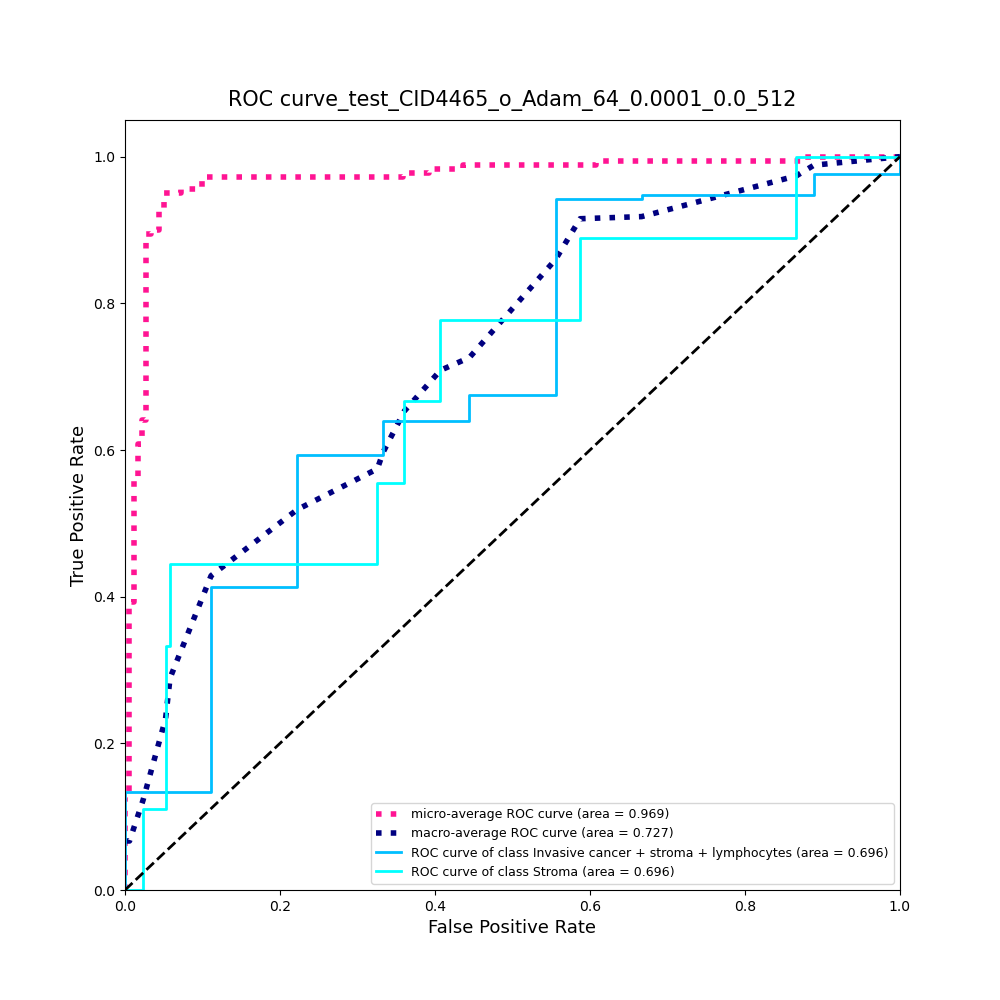 ROC curve_test_CID4465_o_Adam_64_0.0001_0.0_512
1.0
0.8
0.6
0.4
0.2
0.0
True Positive Rate
micro-average ROC curve (area = 0.969)
macro-average ROC curve (area = 0.727)
ROC curve of class Invasive cancer + stroma + lymphocytes (area = 0.696)
ROC curve of class Stroma (area = 0.696)
0.0 0.2 0.4 0.6 0.8 1.0
False Positive Rate